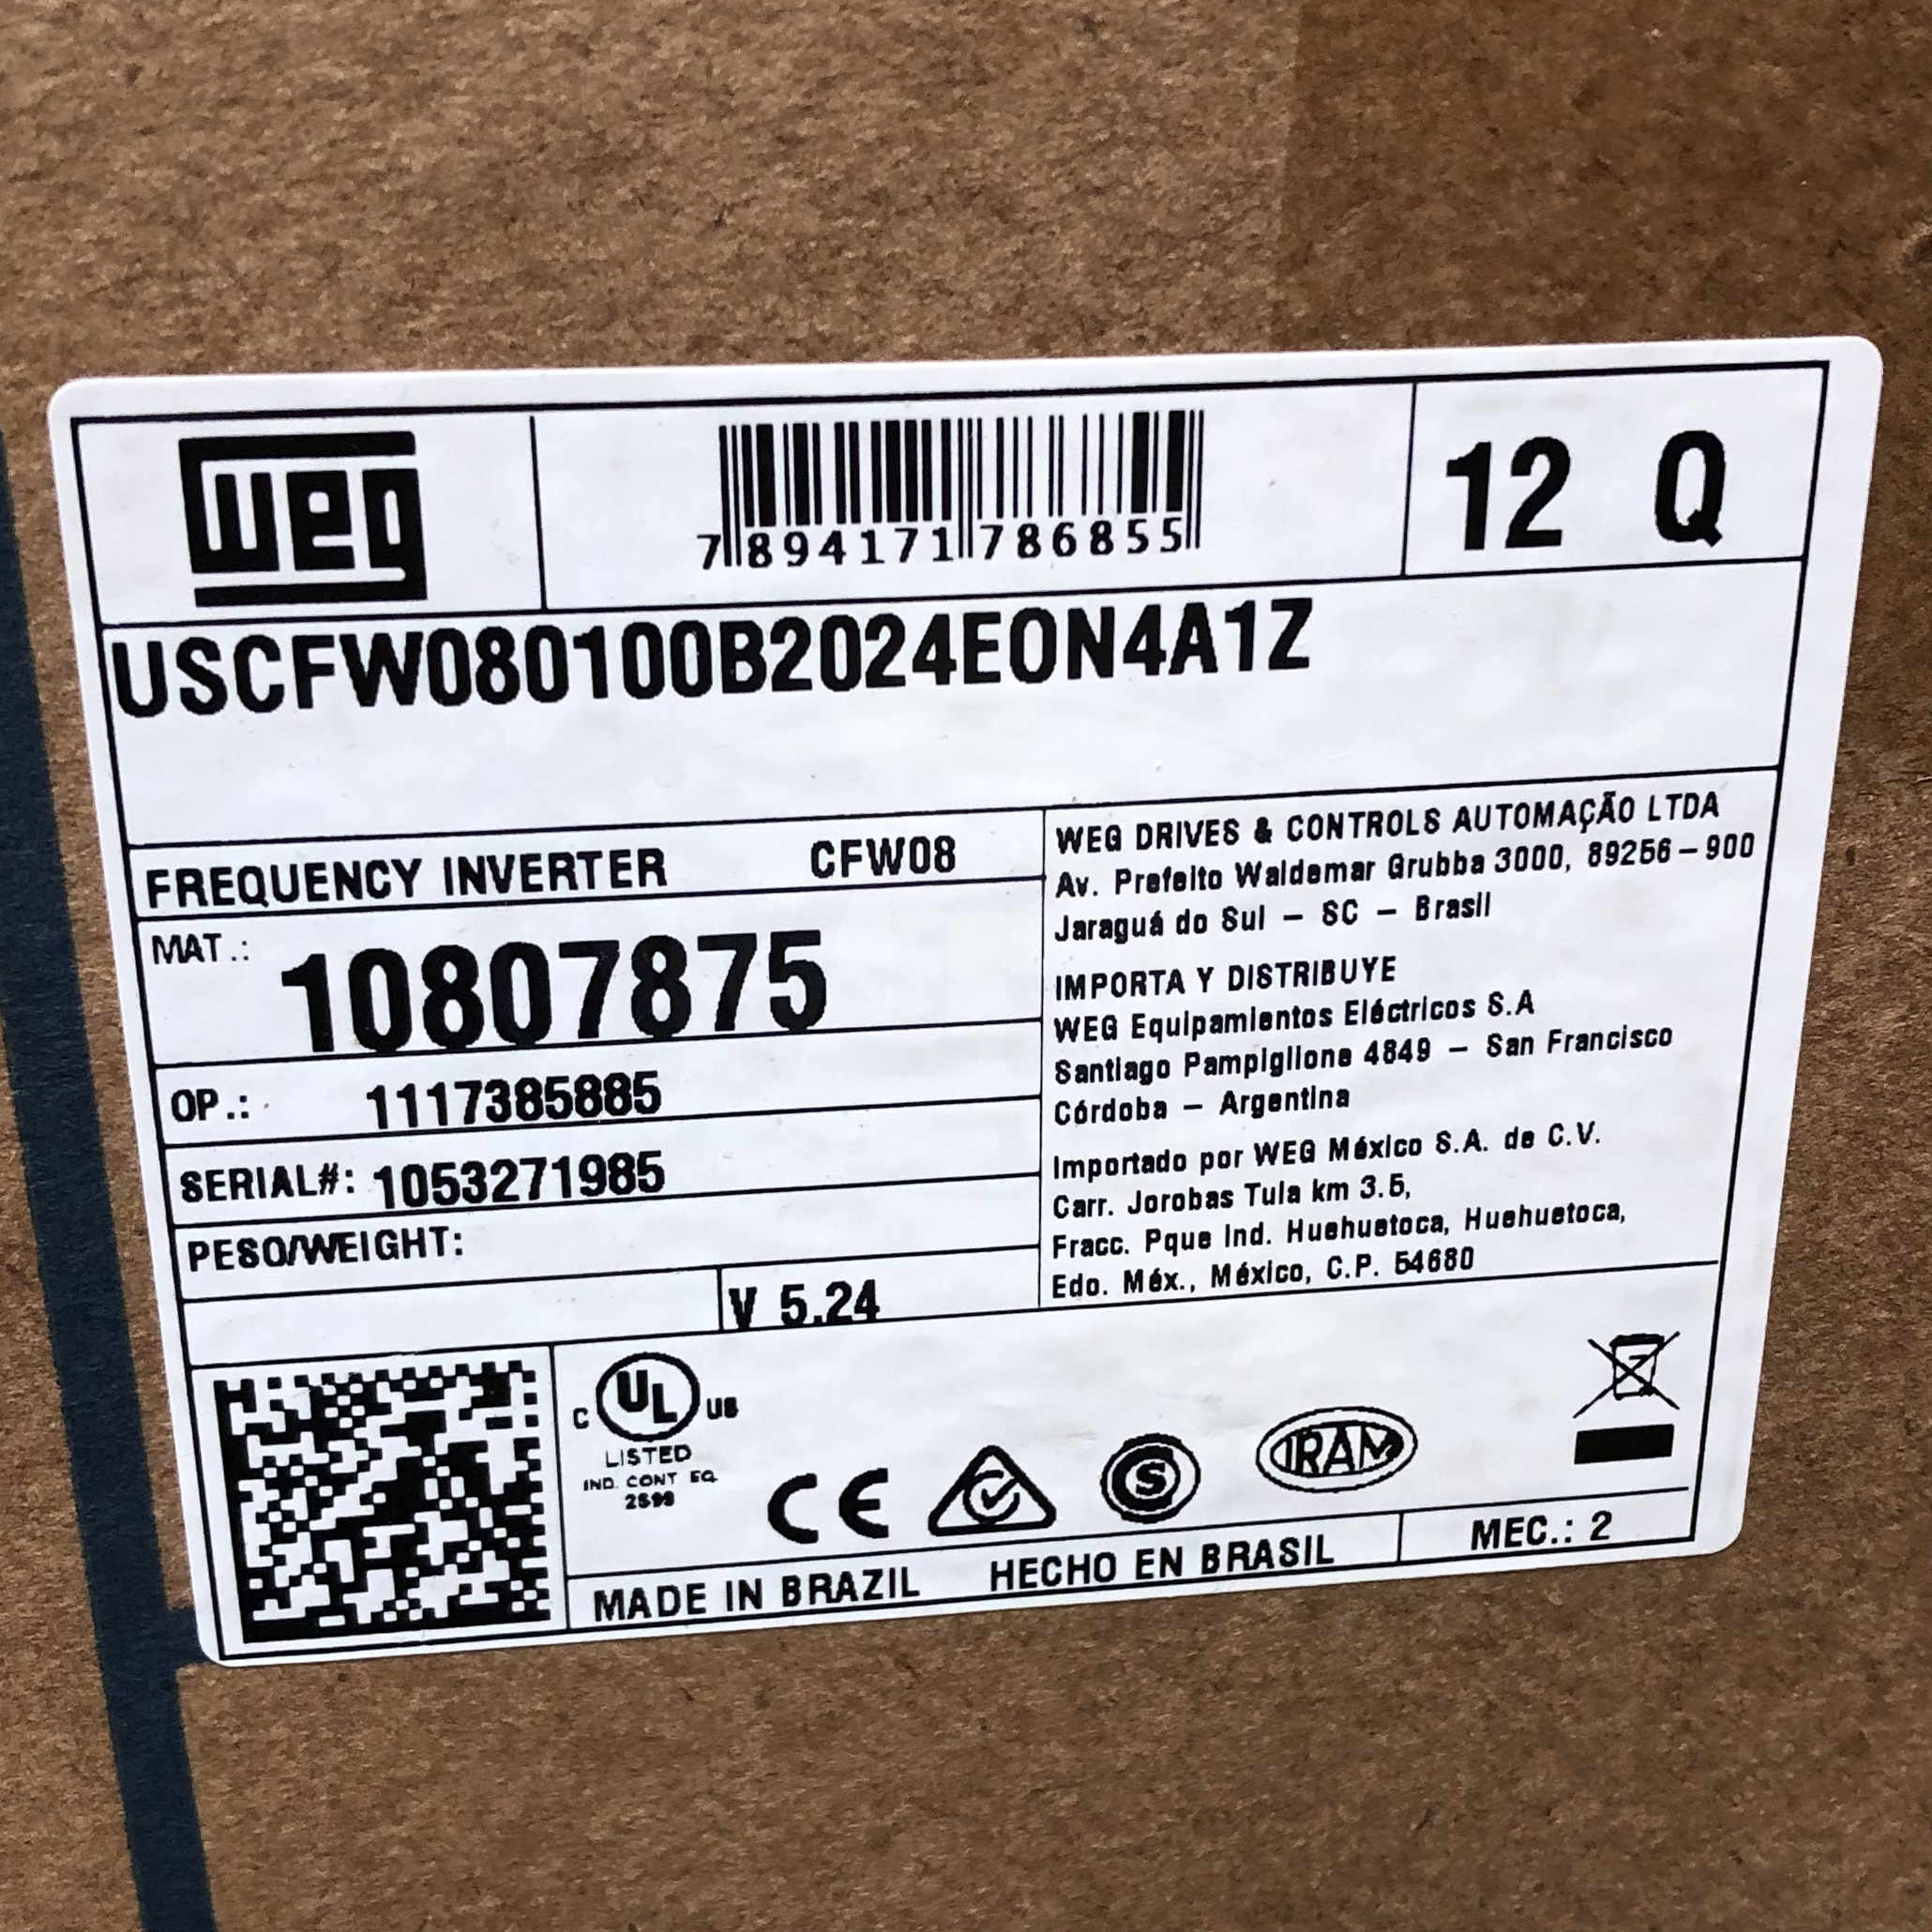 weg
7 894171 786855
12 Q
USCFW080100B2024EON4A1Z
FREQUENCY INVERTER CFW08
MAT.: 10807875
OP.: 1117385885
SERIAL#: 1053271985
PESO/WEIGHT:
V 5.24
WEG DRIVES & CONTROLS AUTOMAÇÃO LTDA
Av. Prefeito Waldemar Grubba 3000, 89256-900
Jaraguá do Sul – SC – Brasil
IMPORTA Y DISTRIBUYE
WEG Equipamientos Eléctricos S.A
Santiago Pampiglione 4849 – San Francisco
Córdoba – Argentina
Importado por WEG México S.A. de C.V.
Carr. Jorobas Tula km 3.5,
Fracc. Pque Ind. Huehuetoca, Huehuetoca,
Edo. Méx., México, C.P. 54680
C UL US
LISTED
IND. CONT EQ.
2S99
CE
S
IRAM
MADE IN BRAZIL HECHO EN BRASIL
MEC.: 2